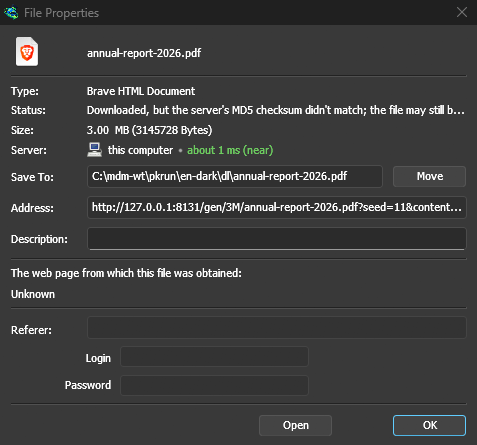 File Properties
annual-report-2026.pdf
Type: Brave HTML Document
Status: Downloaded, but the server's MD5 checksum didn't match; the file may still b...
Size: 3.00 MB (3145728 Bytes)
Server: this computer • about 1 ms (near)
Save To: C:\mdm-wt\pkrun\en-dark\dl\annual-report-2026.pdf Move
Address: http://127.0.0.1:8131/gen/3M/annual-report-2026.pdf?seed=11&content...
Description:
The web page from which this file was obtained:
Unknown
Referer:
Login
Password
Open OK